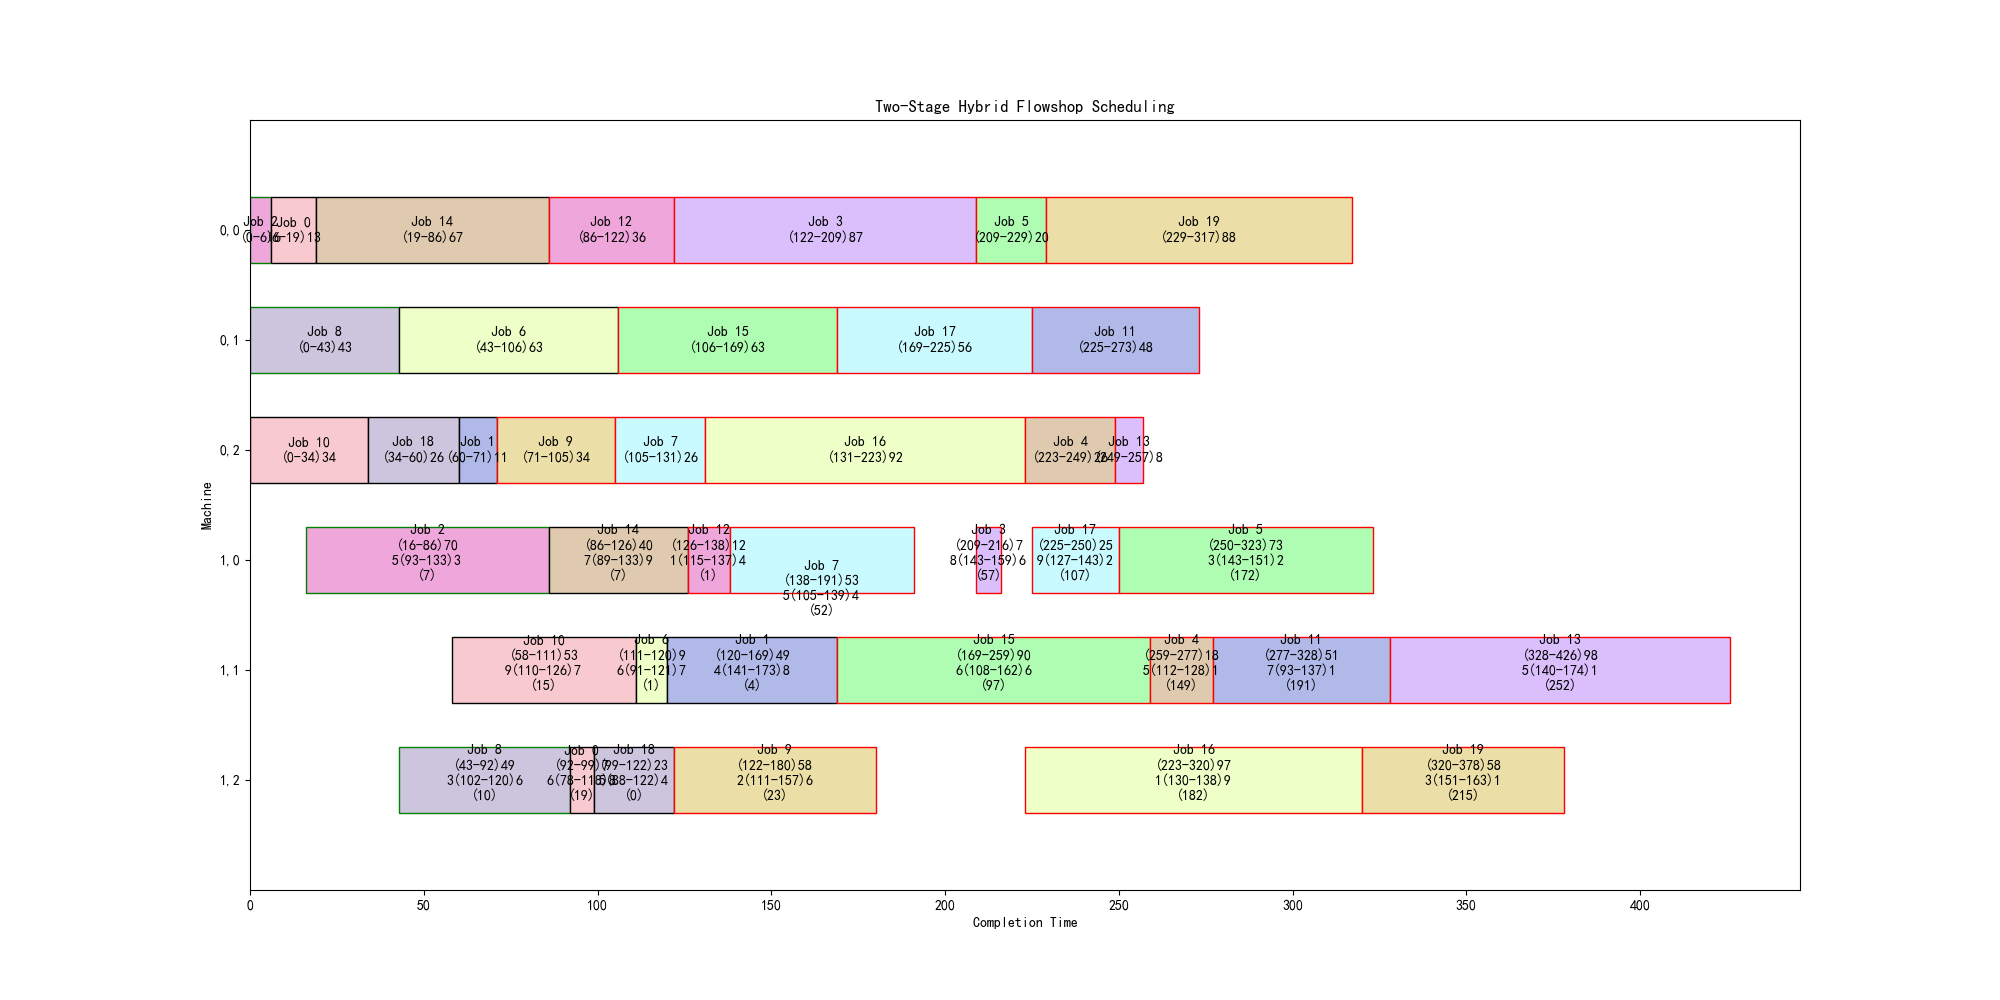 Two-Stage Hybrid Flowshop Scheduling
0,0
Job 2
(0-6)6
Job 0
(6-19)13
Job 14
(19-86)67
Job 12
(86-122)36
Job 3
(122-209)87
Job 5
(209-229)20
Job 19
(229-317)88
0,1
Job 8
(0-43)43
Job 6
(43-106)63
Job 15
(106-169)63
Job 17
(169-225)56
Job 11
(225-273)48
0,2
Job 10
(0-34)34
Job 18
(34-60)26
Job 1
(60-71)11
Job 9
(71-105)34
Job 7
(105-131)26
Job 16
(131-223)92
Job 4
(223-249)26
Job 13
(249-257)8
Machine
1,0
Job 2
(16-86)70
5(93-133)3
(7)
Job 14
(86-126)40
7(89-133)9
(7)
Job 12
(126-138)12
1(115-137)4
(1)
Job 7
(138-191)53
5(105-139)4
(52)
Job 3
(209-216)7
8(143-159)6
(57)
Job 17
(225-250)25
9(127-143)2
(107)
Job 5
(250-323)73
3(143-151)2
(172)
1,1
Job 10
(58-111)53
9(110-126)7
(15)
Job 6
(111-120)9
6(91-121)7
(1)
Job 1
(120-169)49
4(141-173)8
(4)
Job 15
(169-259)90
6(108-162)6
(97)
Job 4
(259-277)18
5(112-128)1
(149)
Job 11
(277-328)51
7(93-137)1
(191)
Job 13
(328-426)98
5(140-174)1
(252)
1,2
Job 8
(43-92)49
3(102-120)6
(10)
Job 0
(92-99)7
(19)
Job 18
(99-122)23
(0)
Job 9
(122-180)58
2(111-157)6
(23)
Job 16
(223-320)97
1(130-138)9
(182)
Job 19
(320-378)58
3(151-163)1
(215)
0 50 100 150 200 250 300 350 400
Completion Time